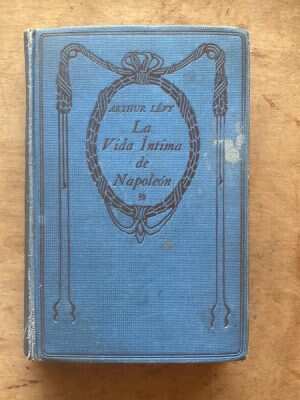 ARTHUR LÉVY
La
Vida Íntima
de
Napoleón